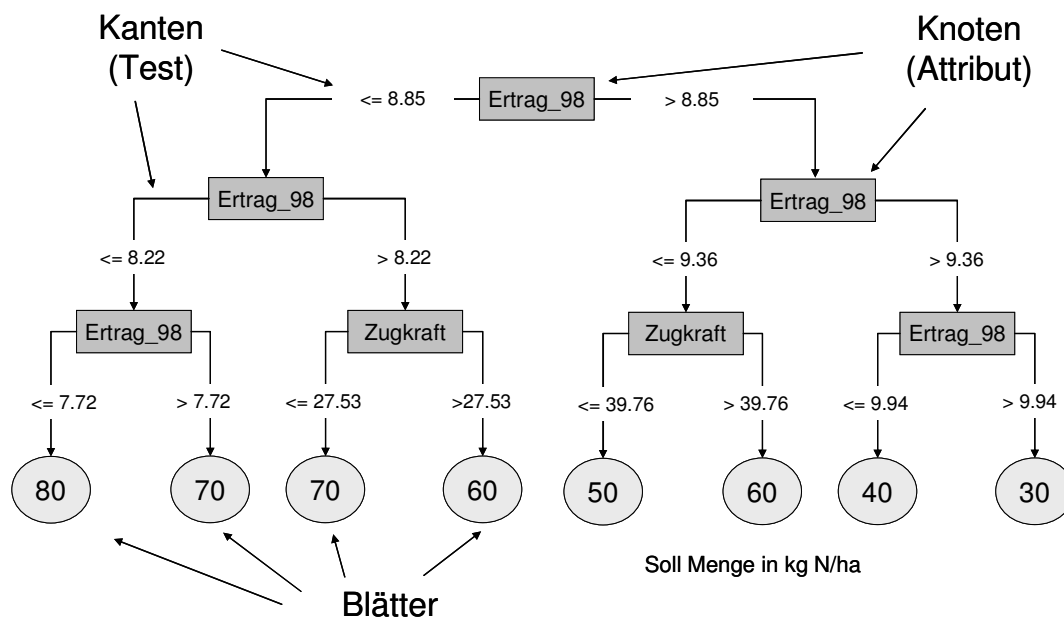 Kanten
(Test)
Knoten
(Attribut)
<= 8.85
Ertrag_98
> 8.85
Ertrag_98
Ertrag_98
<= 8.22
> 8.22
<= 9.36
> 9.36
Ertrag_98
Zugkraft
Zugkraft
Ertrag_98
<= 7.72
> 7.72
<= 27.53
>27.53
<= 39.76
> 39.76
<= 9.94
> 9.94
80
70
70
60
50
60
40
30
Soll Menge in kg N/ha
Blätter